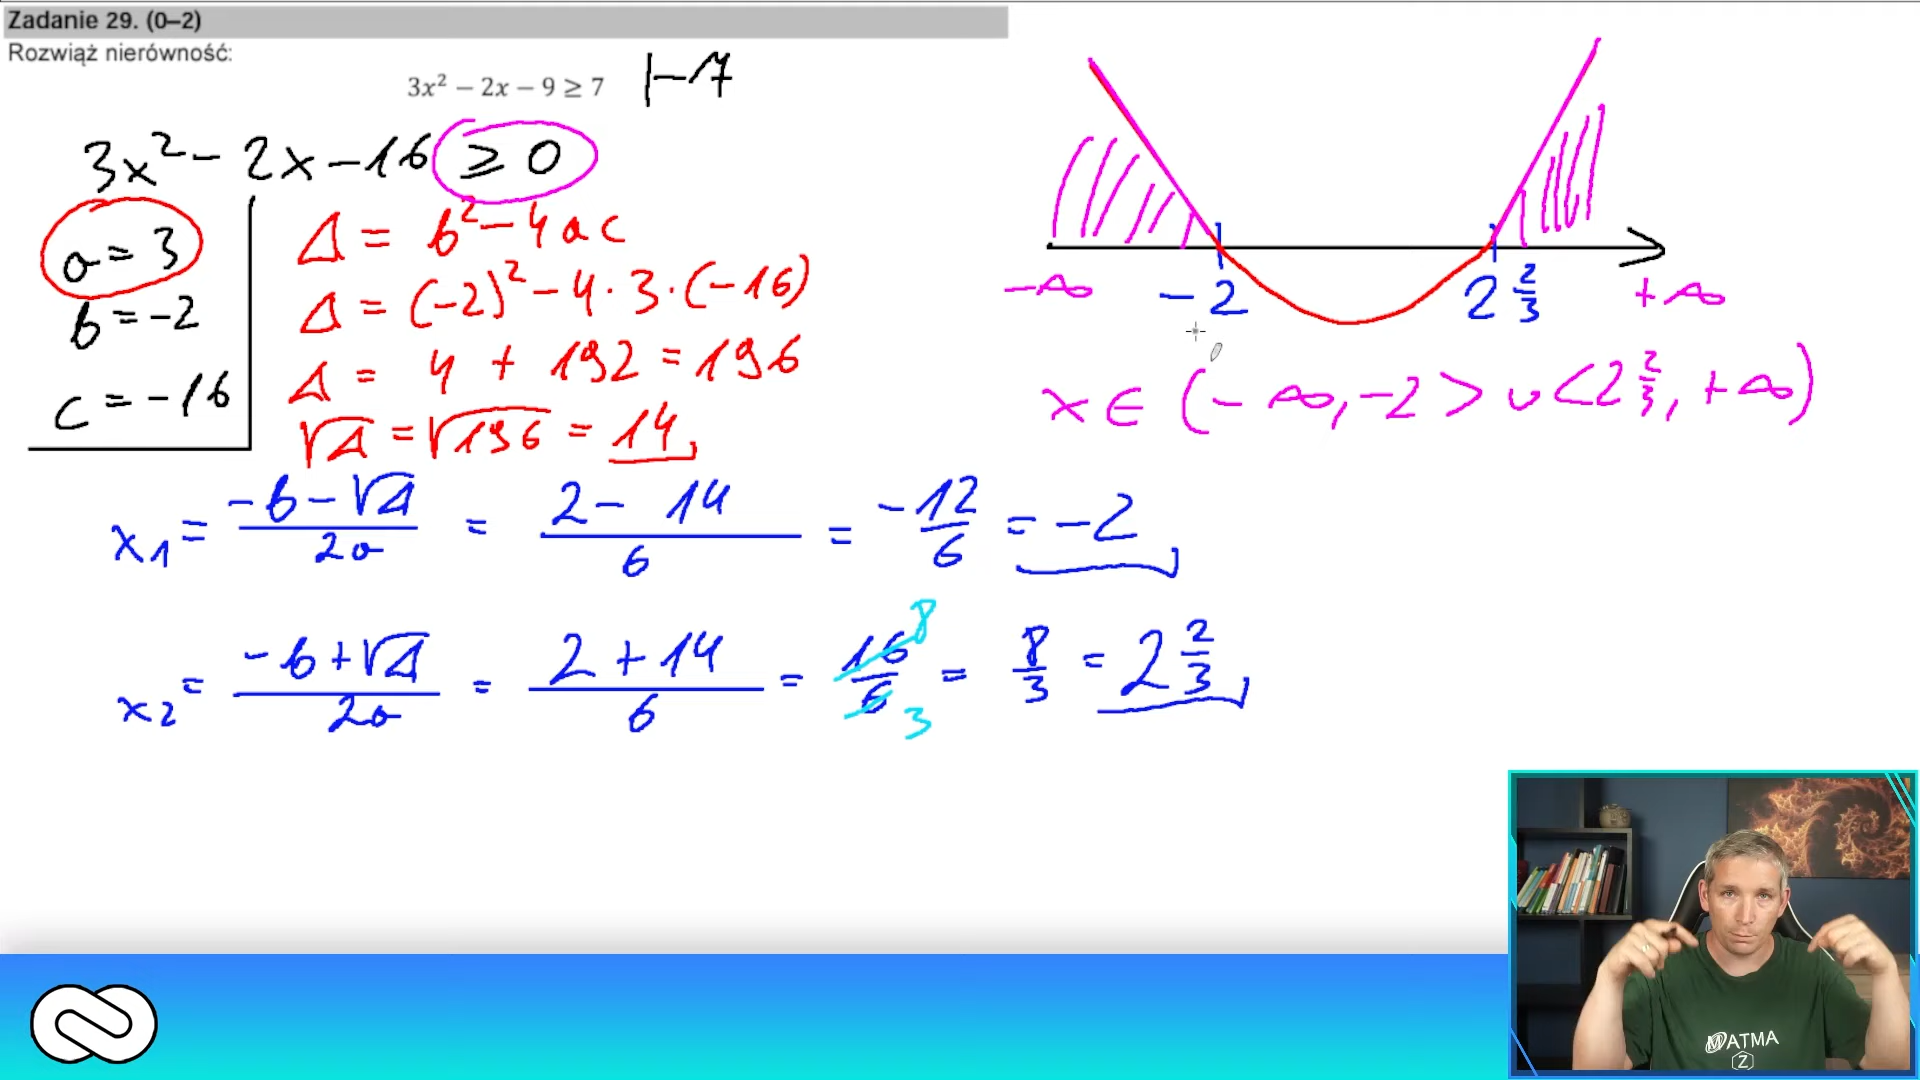 Zadanie 29. (0–2)
Rozwiąż nierówność:
3x² − 2x − 9 ≥ 7 |−7
3x² − 2x − 16 ≥ 0
a = 3
b = −2
c = −16
Δ = b² − 4ac
Δ = (−2)² − 4 · 3 · (−16)
Δ = 4 + 192 = 196
√Δ = √196 = 14
x₁ = (−b − √Δ)/2a = (2 − 14)/6 = −12/6 = −2
x₂ = (−b + √Δ)/2a = (2 + 14)/6 = 16/6 8 3 = 8/3 = 2 2/3
−∞ −2 2 2/3 +∞
x ∈ (−∞, −2> ∪ <2 2/3, +∞)
MATMA
Z